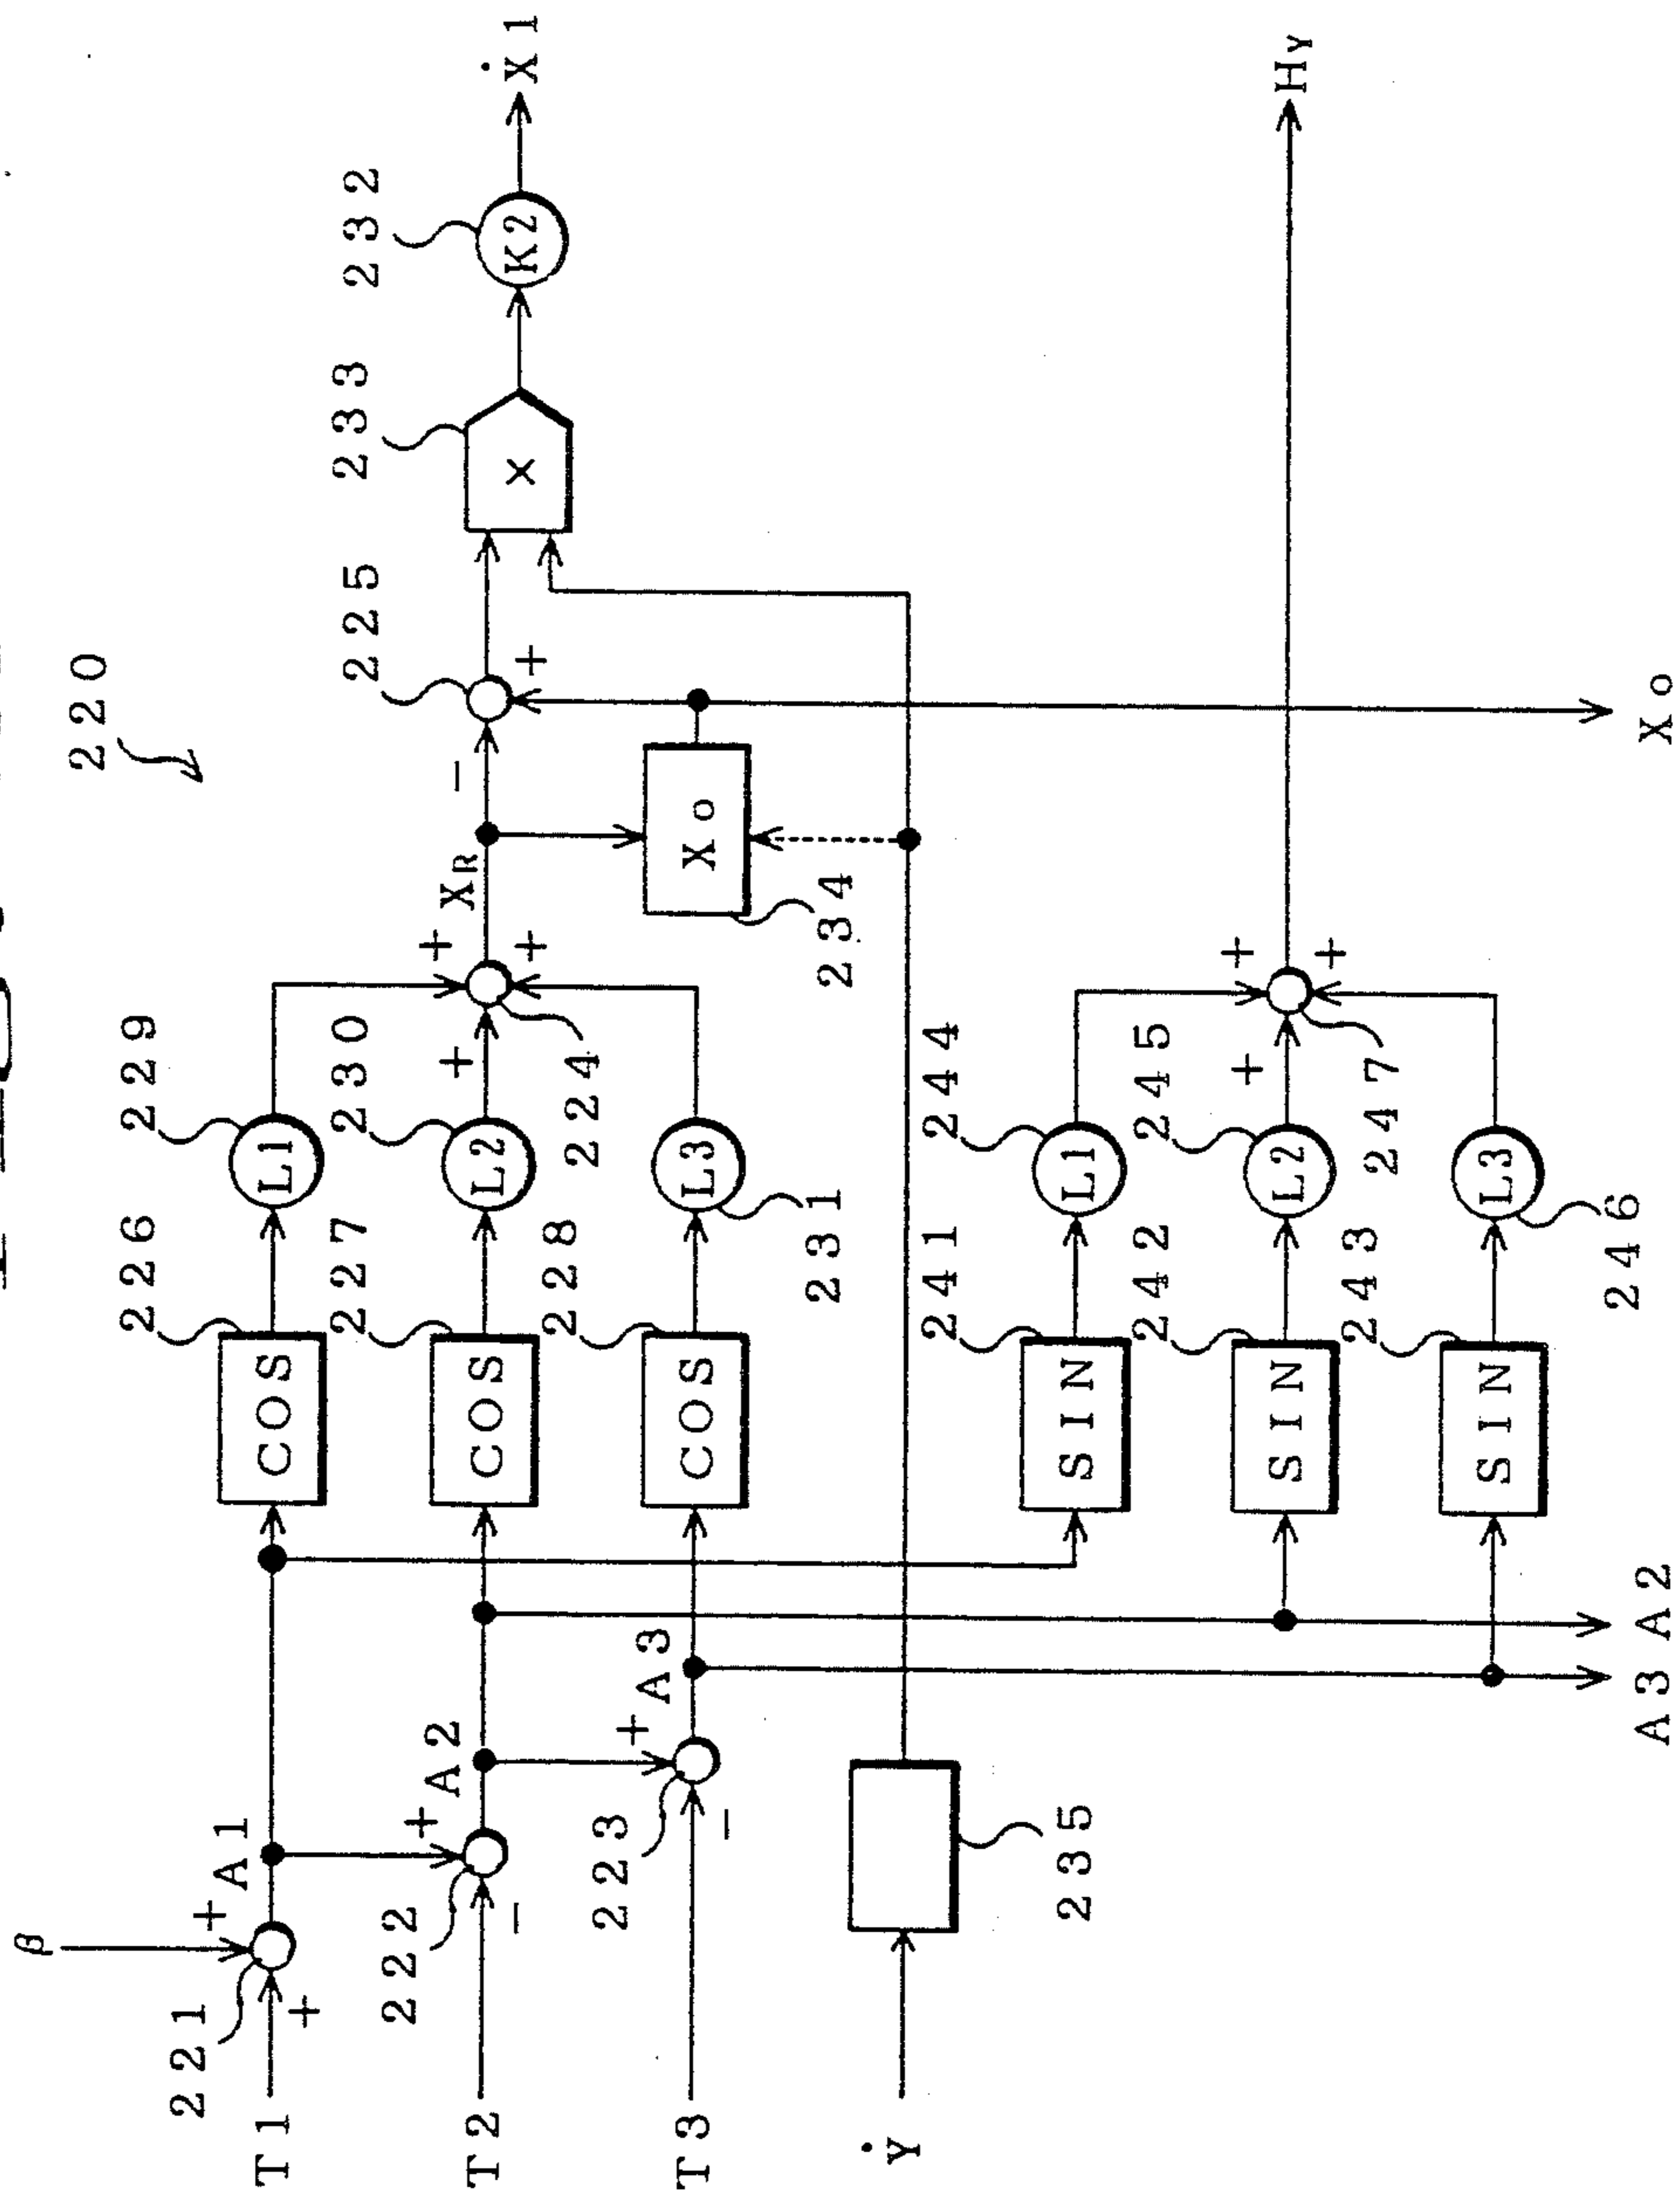 220
β
T1
+
+
221
A1
226
COS
229
L1
T2
−
+
222
A2
227
COS
230
L2
+
+
+
224
XR
−
225
+
233
×
232
K2
Ẋ1
T3
−
+
223
A3
228
COS
231
L3
234
Xo
Ẏ
235
241
SIN
244
L1
242
SIN
245
L2
+
+
+
247
HY
243
SIN
246
L3
A3
A2
Xo